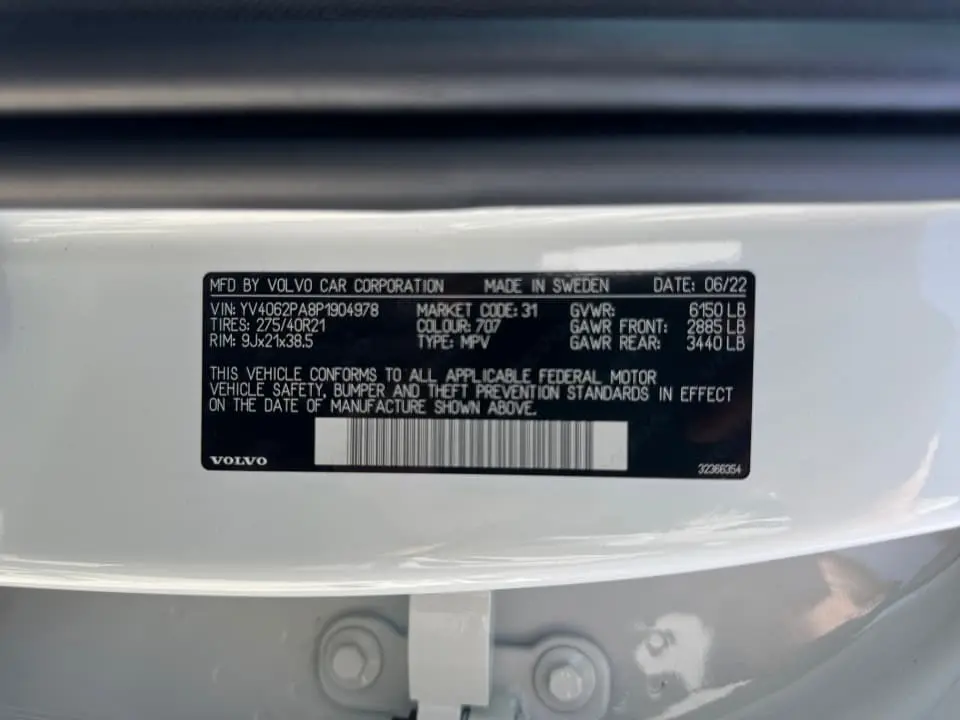 MFD BY VOLVO CAR CORPORATION MADE IN SWEDEN DATE: 06/22
VIN: YV4062PA8P1904978 MARKET CODE: 31 GVWR: 6150 LB
TIRES: 275/40R21 COLOUR: 707 GAWR FRONT: 2885 LB
RIM: 9Jx21x38.5 TYPE: MPV GAWR REAR: 3440 LB
THIS VEHICLE CONFORMS TO ALL APPLICABLE FEDERAL MOTOR
VEHICLE SAFETY, BUMPER AND THEFT PREVENTION STANDARDS IN EFFECT
ON THE DATE OF MANUFACTURE SHOWN ABOVE.
VOLVO 32366354